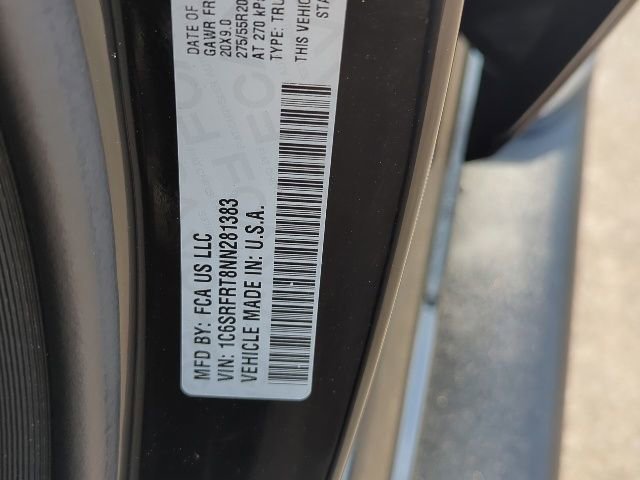 DATE OF
GAWR FR
20X9.0
275/55R20
AT 270 KP
TYPE: TRU
THIS VEHIC
STA
MFD BY: FCA US LLC
VIN: 1C6SRFRT8NN281383
VEHICLE MADE IN: U.S.A.